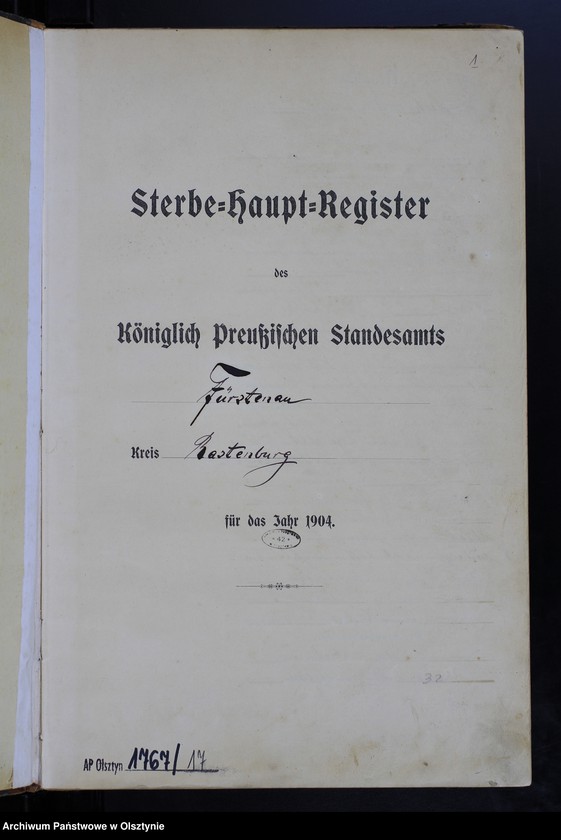 1
Sterbe=Haupt=Register
des
Königlich Preußischen Standesamts
Fürstenau
Kreis Rastenburg
für das Jahr 1904.
32
AP Olsztyn 1767/17
Archiwum Państwowe w Olsztynie